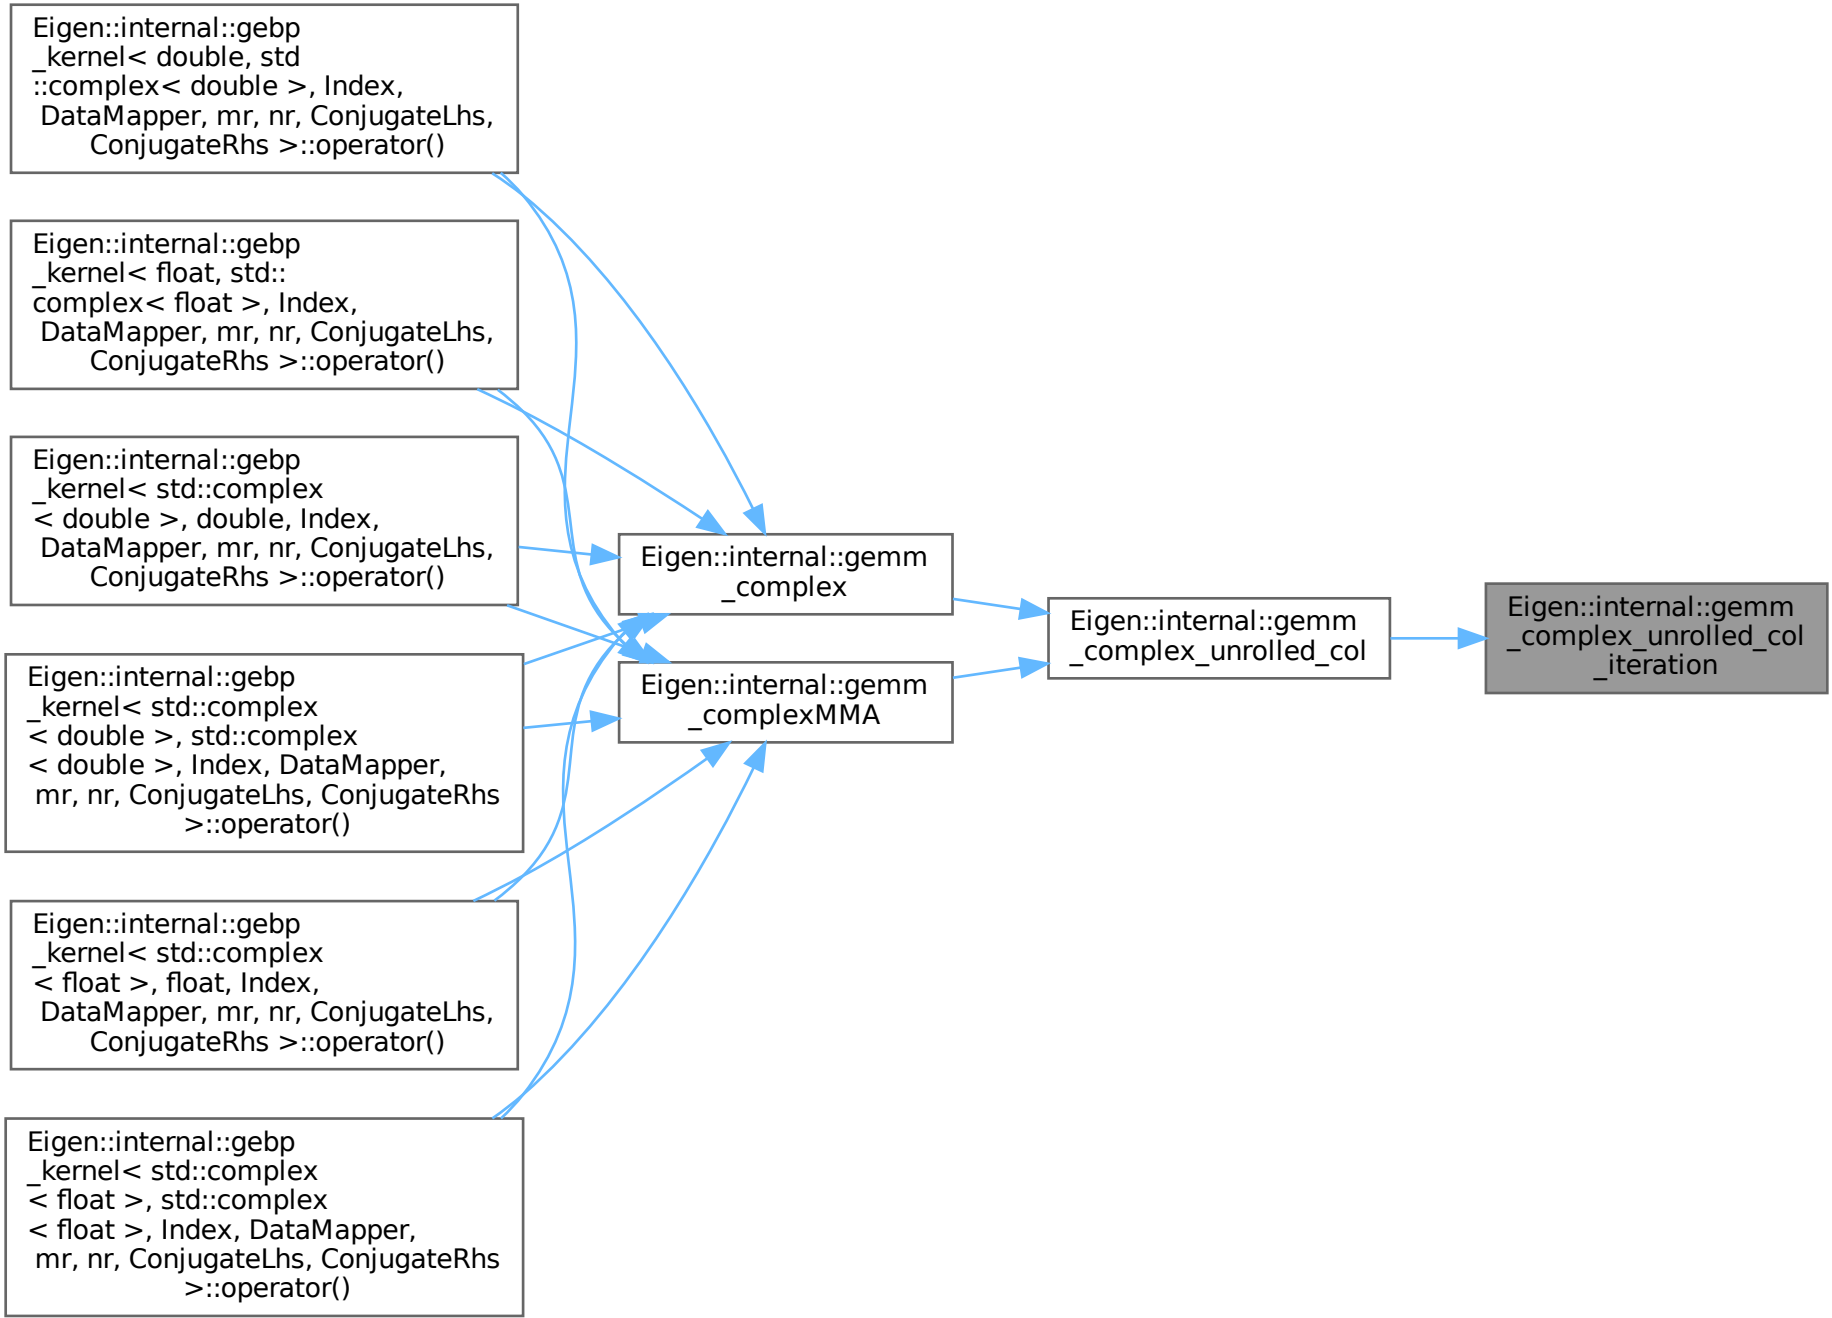 Eigen::internal::gebp
_kernel< double, std
::complex< double >, Index,
DataMapper, mr, nr, ConjugateLhs,
ConjugateRhs >::operator()
Eigen::internal::gebp
_kernel< float, std::
complex< float >, Index,
DataMapper, mr, nr, ConjugateLhs,
ConjugateRhs >::operator()
Eigen::internal::gebp
_kernel< std::complex
< double >, double, Index,
DataMapper, mr, nr, ConjugateLhs,
ConjugateRhs >::operator()
Eigen::internal::gebp
_kernel< std::complex
< double >, std::complex
< double >, Index, DataMapper,
mr, nr, ConjugateLhs, ConjugateRhs
>::operator()
Eigen::internal::gebp
_kernel< std::complex
< float >, float, Index,
DataMapper, mr, nr, ConjugateLhs,
ConjugateRhs >::operator()
Eigen::internal::gebp
_kernel< std::complex
< float >, std::complex
< float >, Index, DataMapper,
mr, nr, ConjugateLhs, ConjugateRhs
>::operator()
Eigen::internal::gemm
_complex
Eigen::internal::gemm
_complexMMA
Eigen::internal::gemm
_complex_unrolled_col
Eigen::internal::gemm
_complex_unrolled_col
_iteration